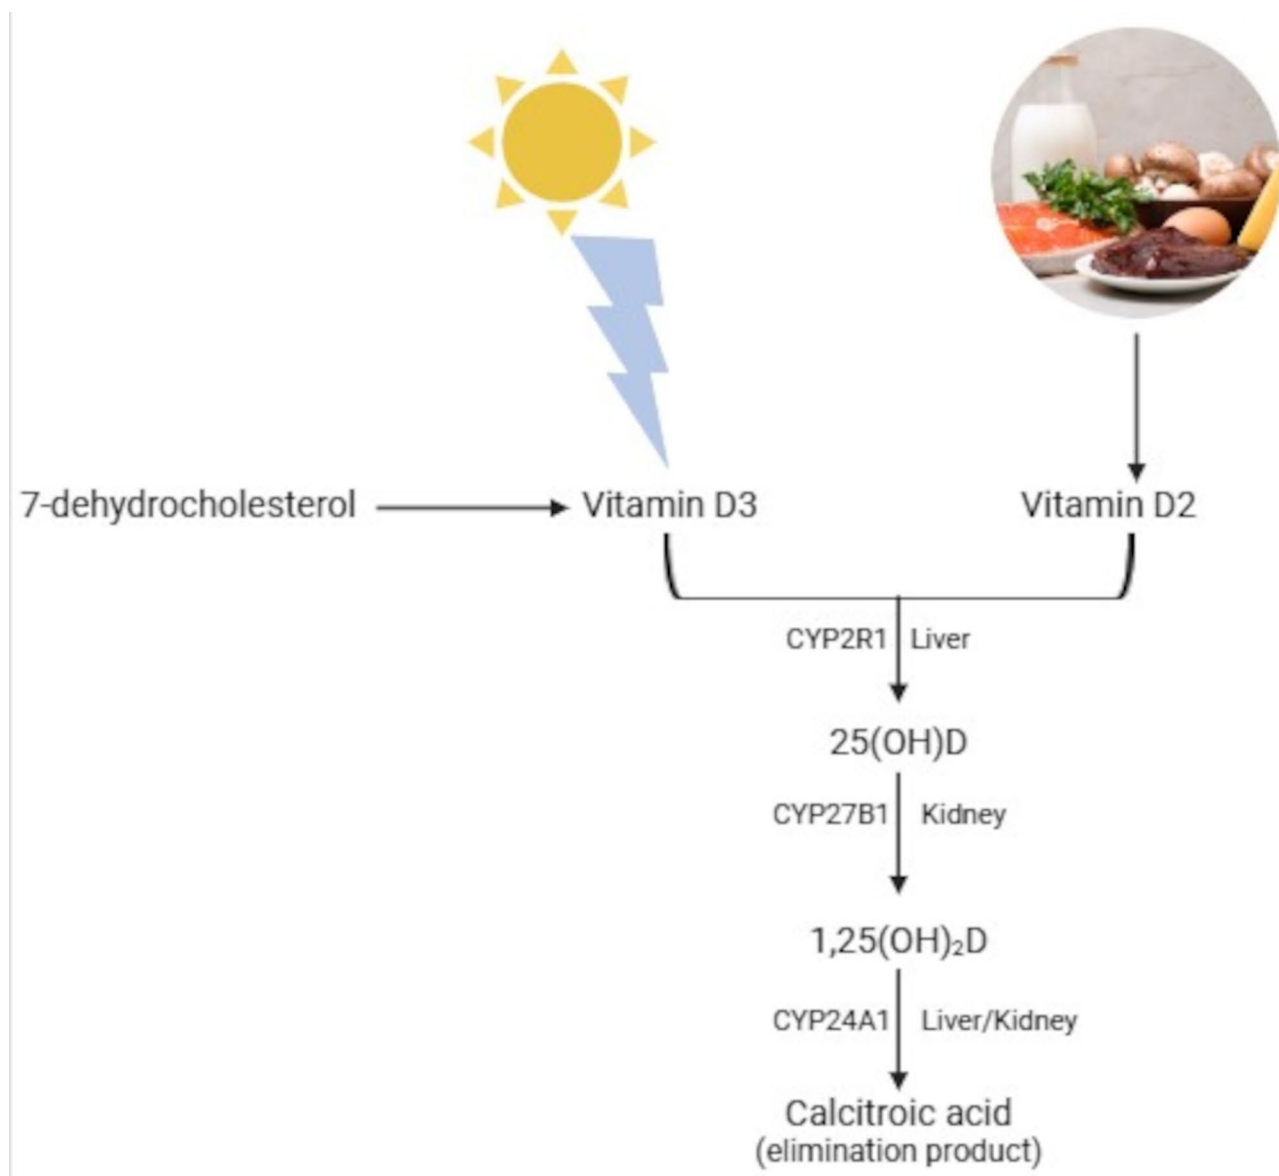 7-dehydrocholesterol
Vitamin D3
Vitamin D2
CYP2R1
Liver
25(OH)D
CYP27B1
Kidney
1,25(OH)₂D
CYP24A1
Liver/Kidney
Calcitroic acid
(elimination product)